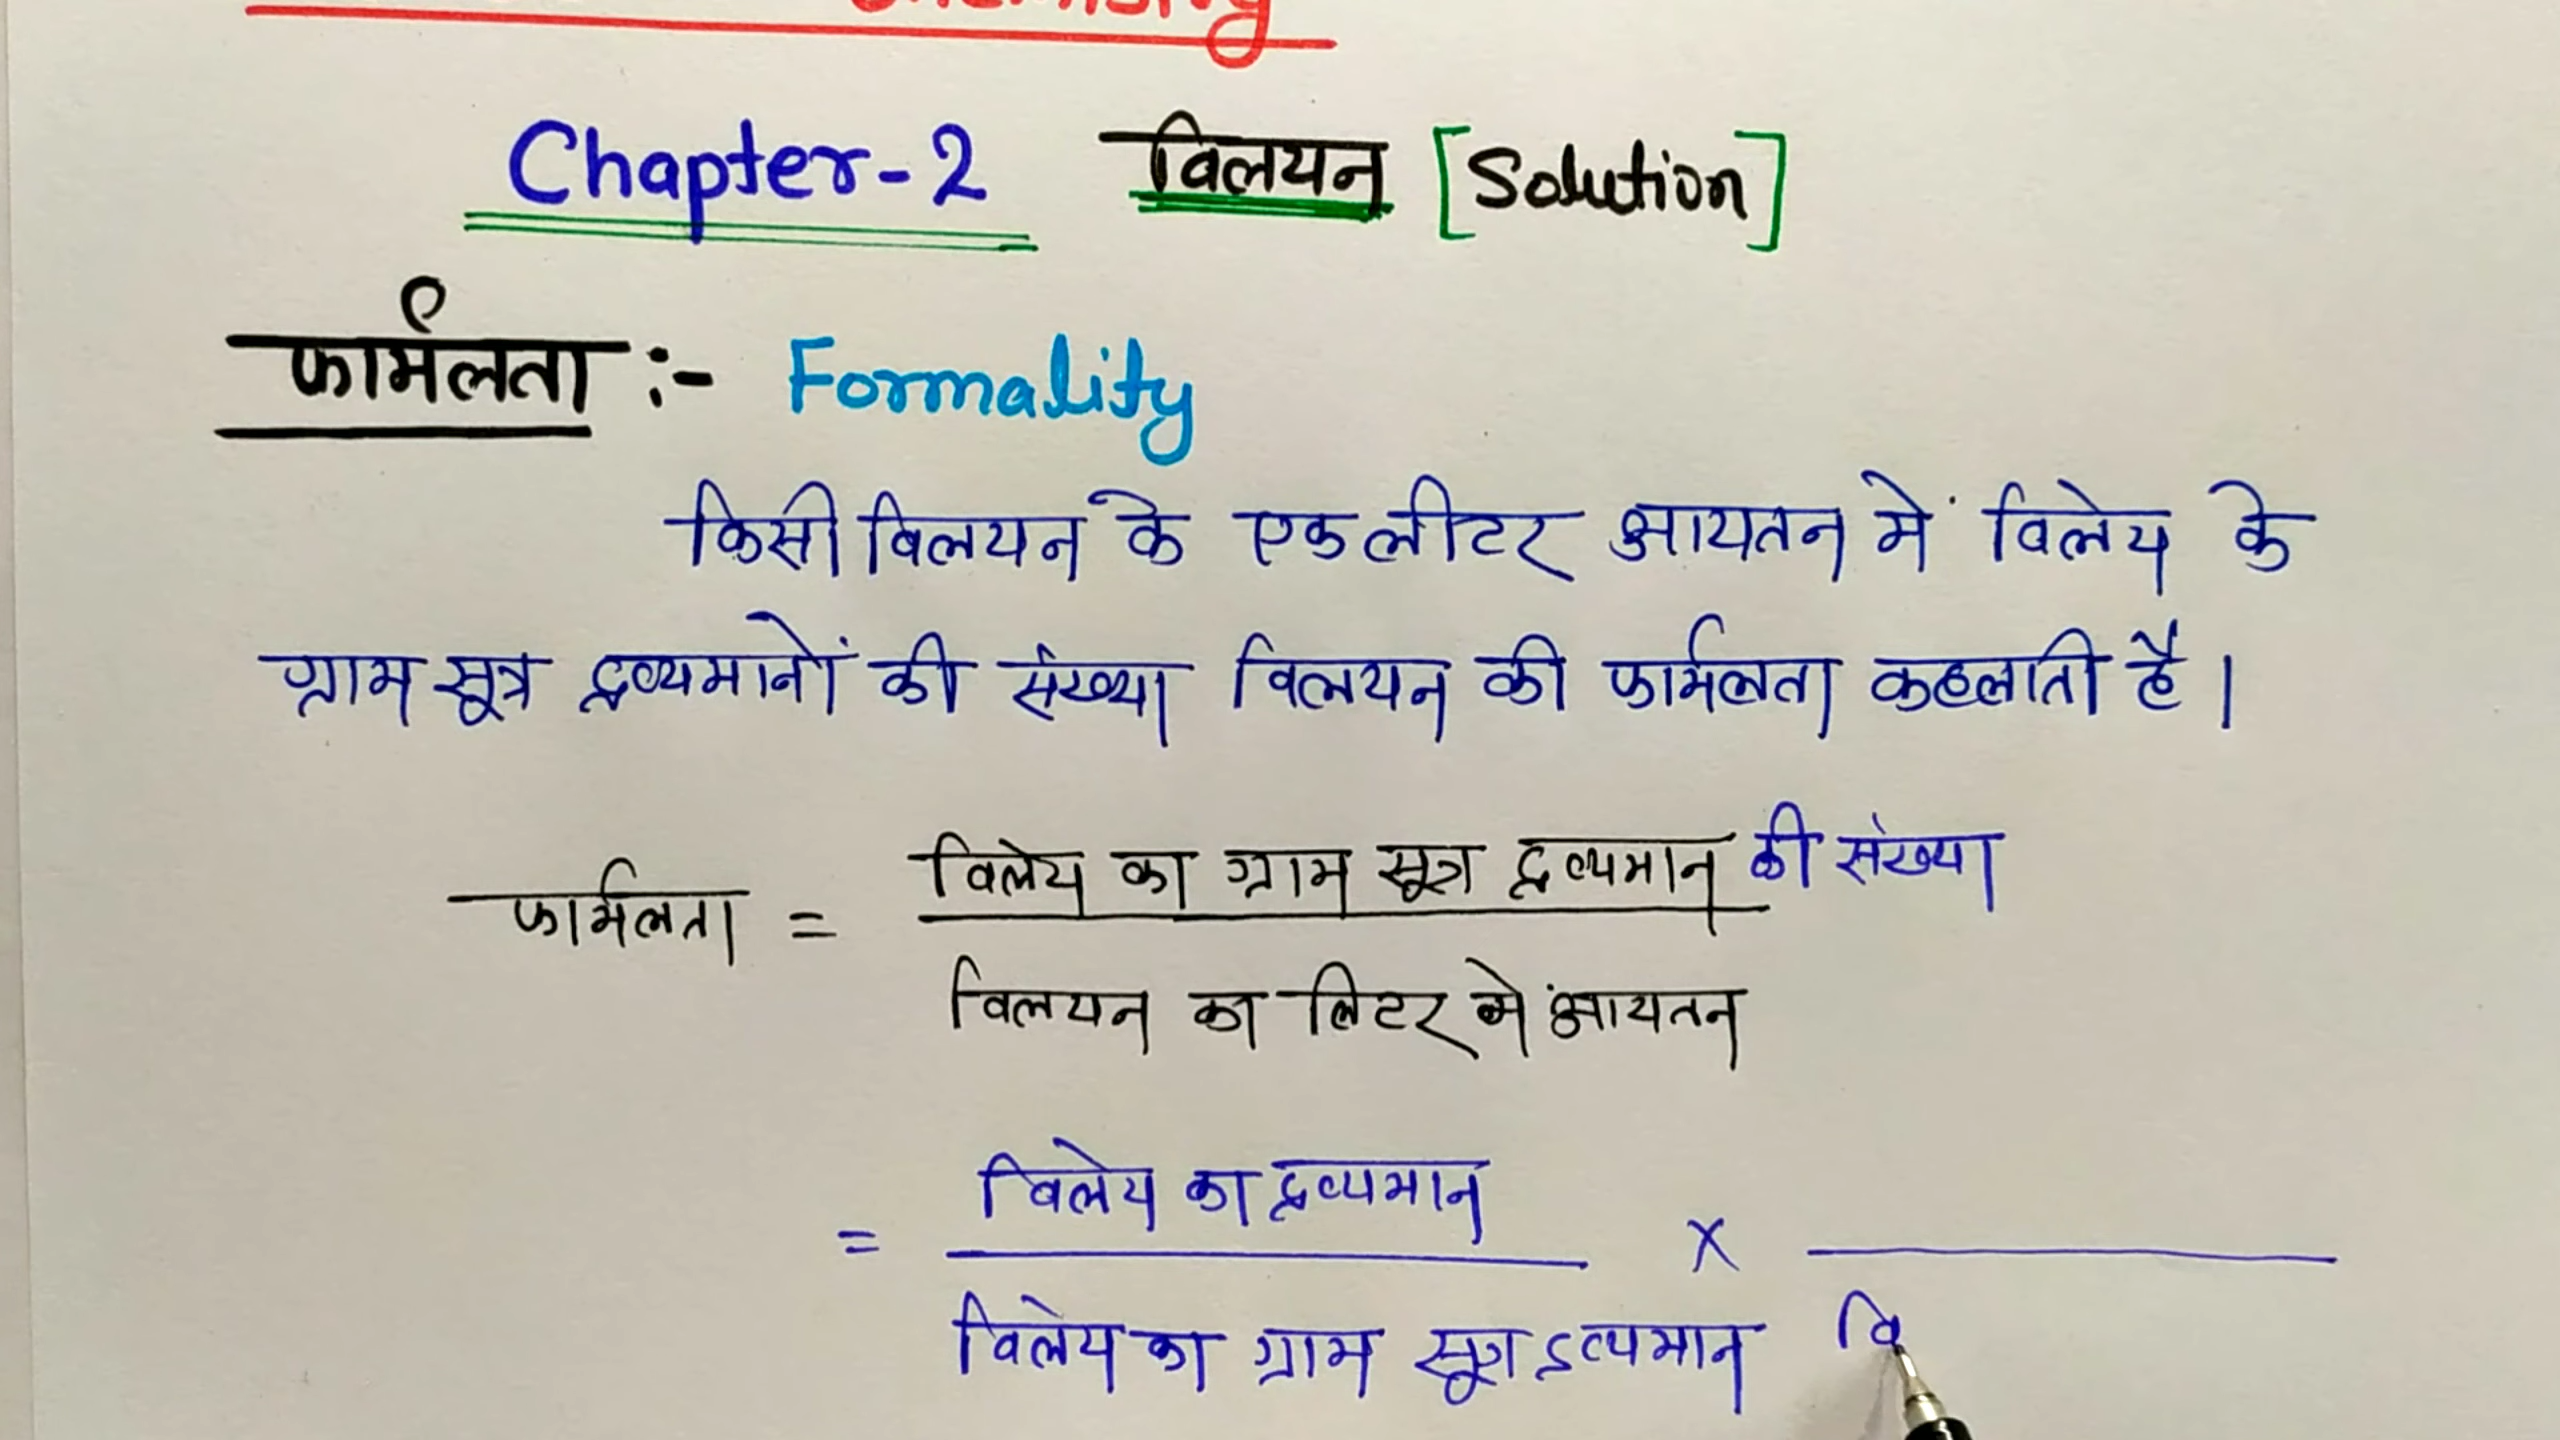 Chemistry
Chapter-2 विलयन [Solution]
फार्मलता :- Formality
किसी विलयन के एक लीटर आयतन में विलेय के
ग्राम सूत्र द्रव्यमानों की संख्या विलयन की फार्मलता कहलाती है।
फार्मलता = विलेय का ग्राम सूत्र द्रव्यमान की संख्या
विलयन का लिटर में आयतन
= विलेय का द्रव्यमान ×
विलेय का ग्राम सूत्र द्रव्यमान वि